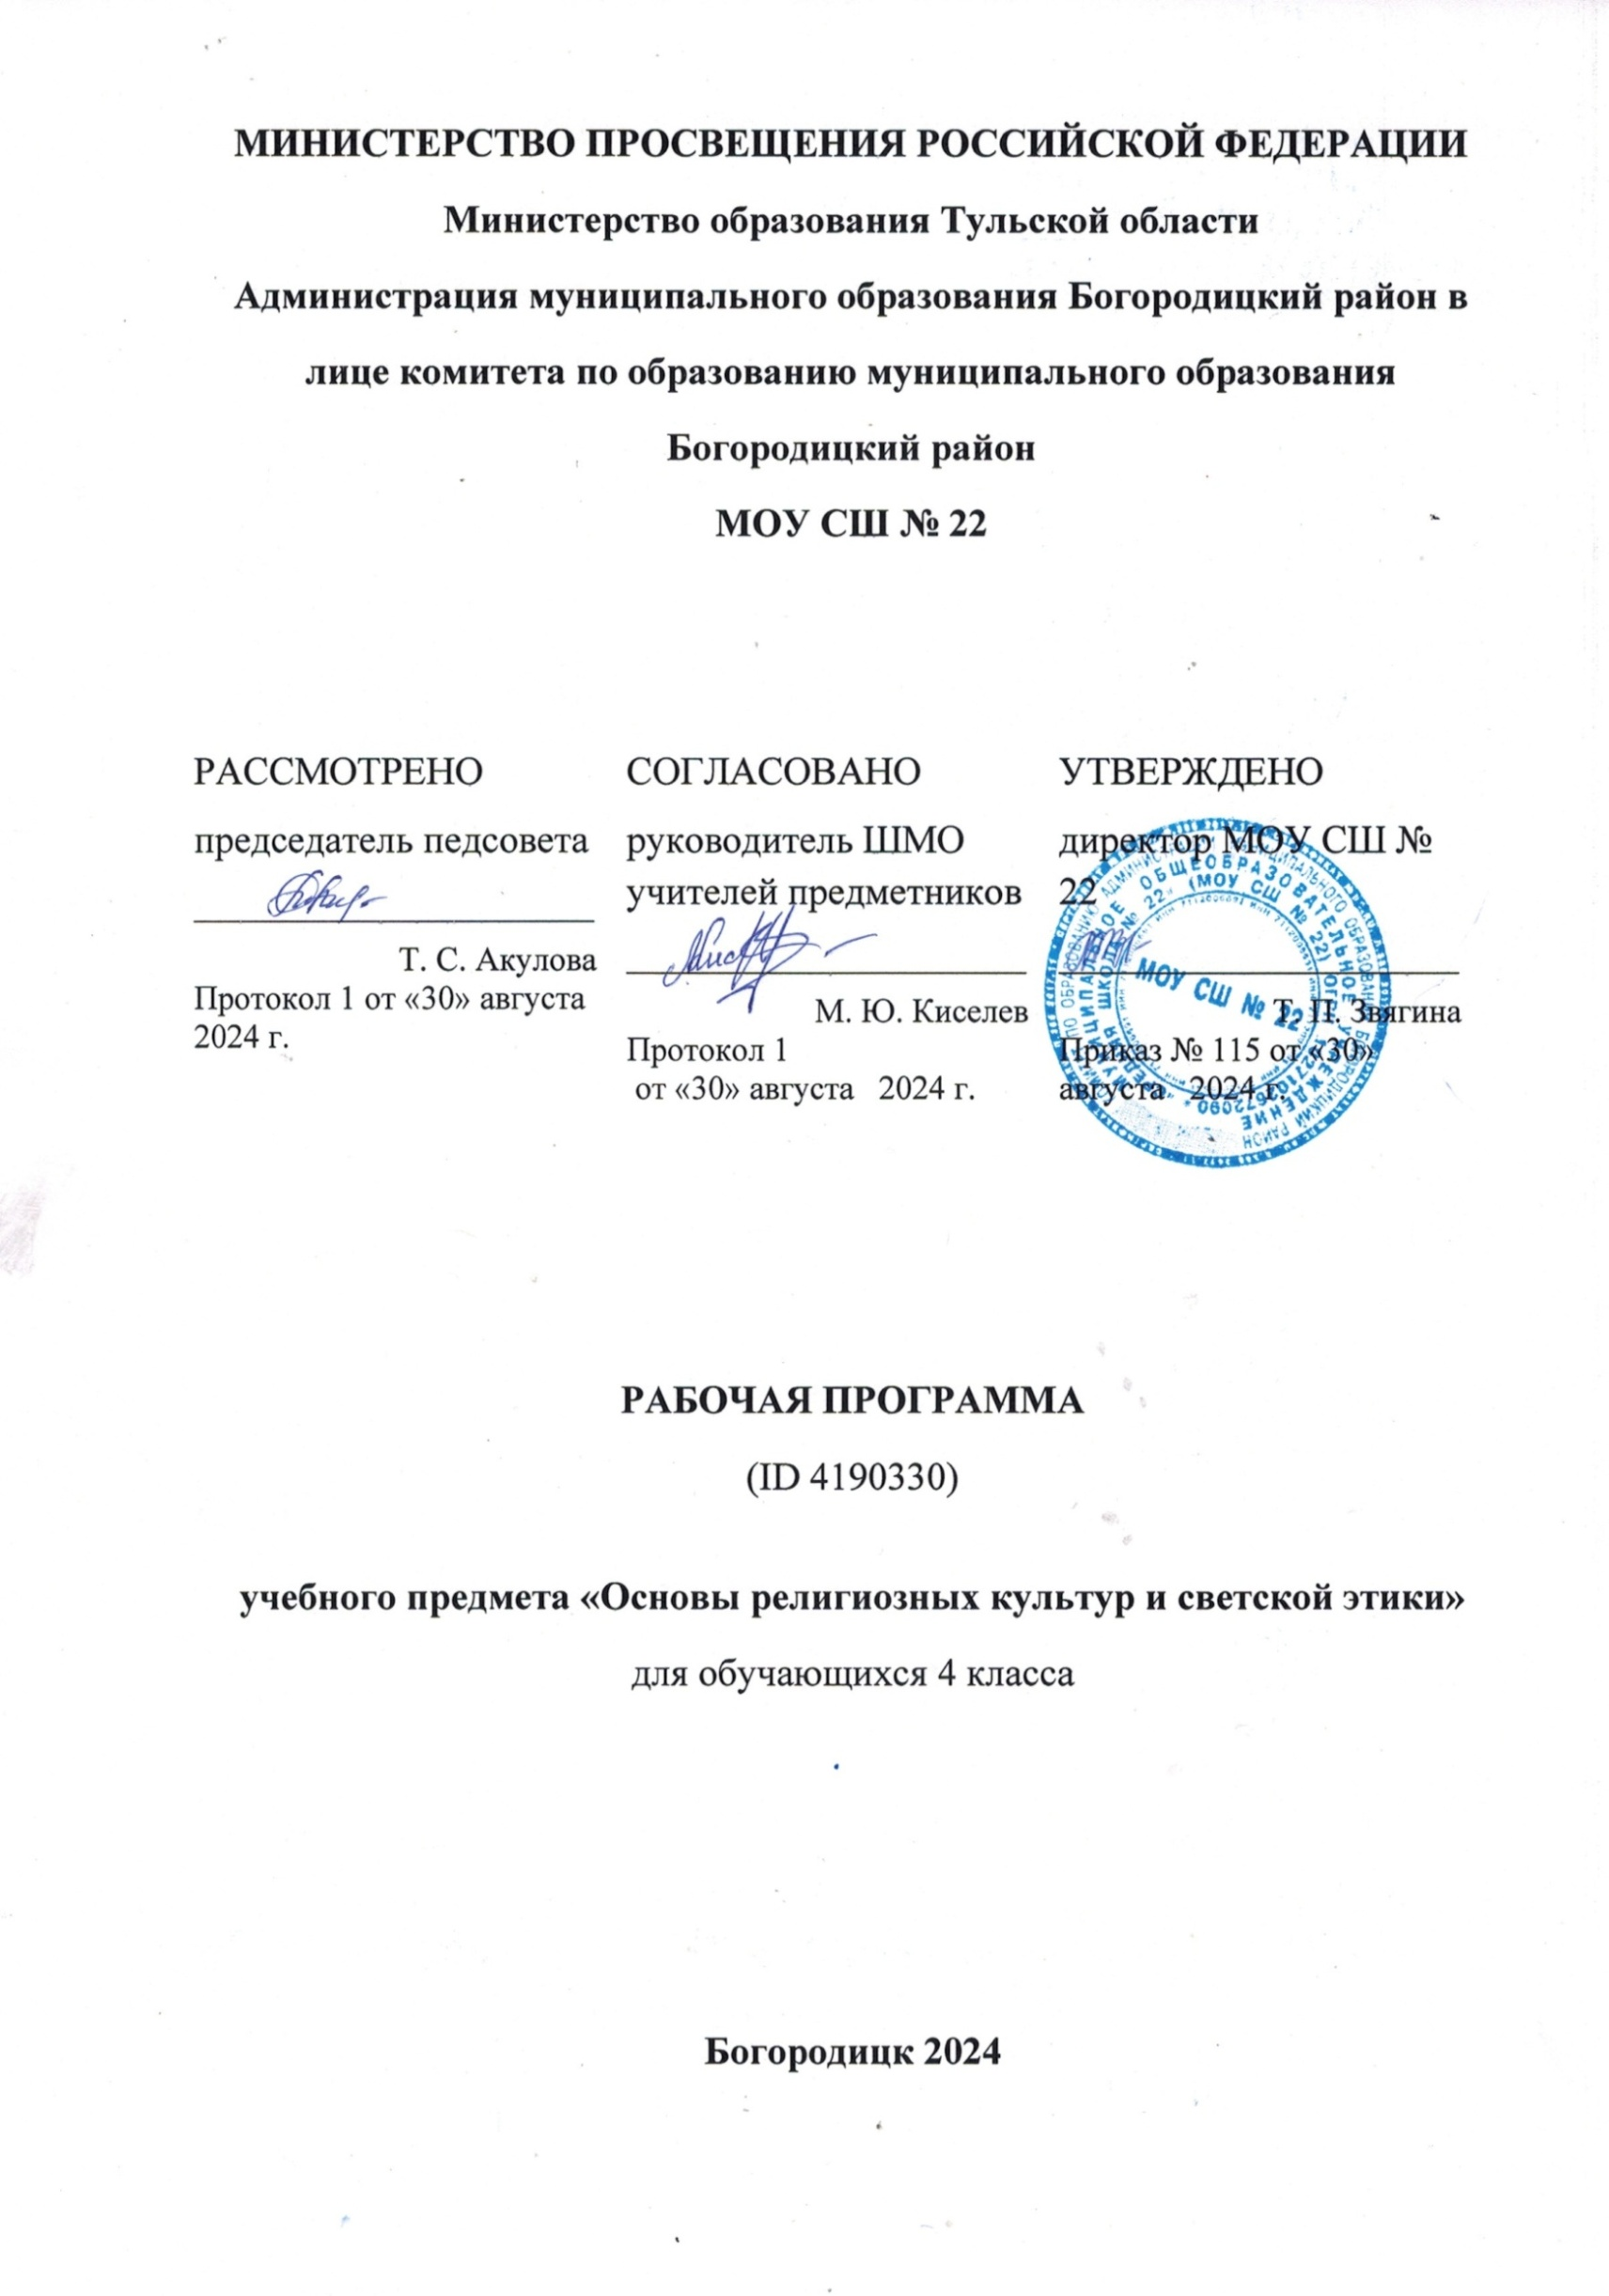 МИНИСТЕРСТВО ПРОСВЕЩЕНИЯ РОССИЙСКОЙ ФЕДЕРАЦИИ
Министерство образования Тульской области
Администрация муниципального образования Богородицкий район в
лице комитета по образованию муниципального образования
Богородицкий район
МОУ СШ № 22
РАССМОТРЕНО
председатель педсовета
Т. С. Акулова
Протокол 1 от «30» августа
2024 г.
СОГЛАСОВАНО
руководитель ШМО
учителей предметников
М. Ю. Киселев
Протокол 1
от «30» августа 2024 г.
УТВЕРЖДЕНО
директор МОУ СШ №
22
Т. П. Звягина
Приказ № 115 от «30»
августа 2024 г.
МОУ СШ № 22
РАБОЧАЯ ПРОГРАММА
(ID 4190330)
учебного предмета «Основы религиозных культур и светской этики»
для обучающихся 4 класса
Богородицк 2024